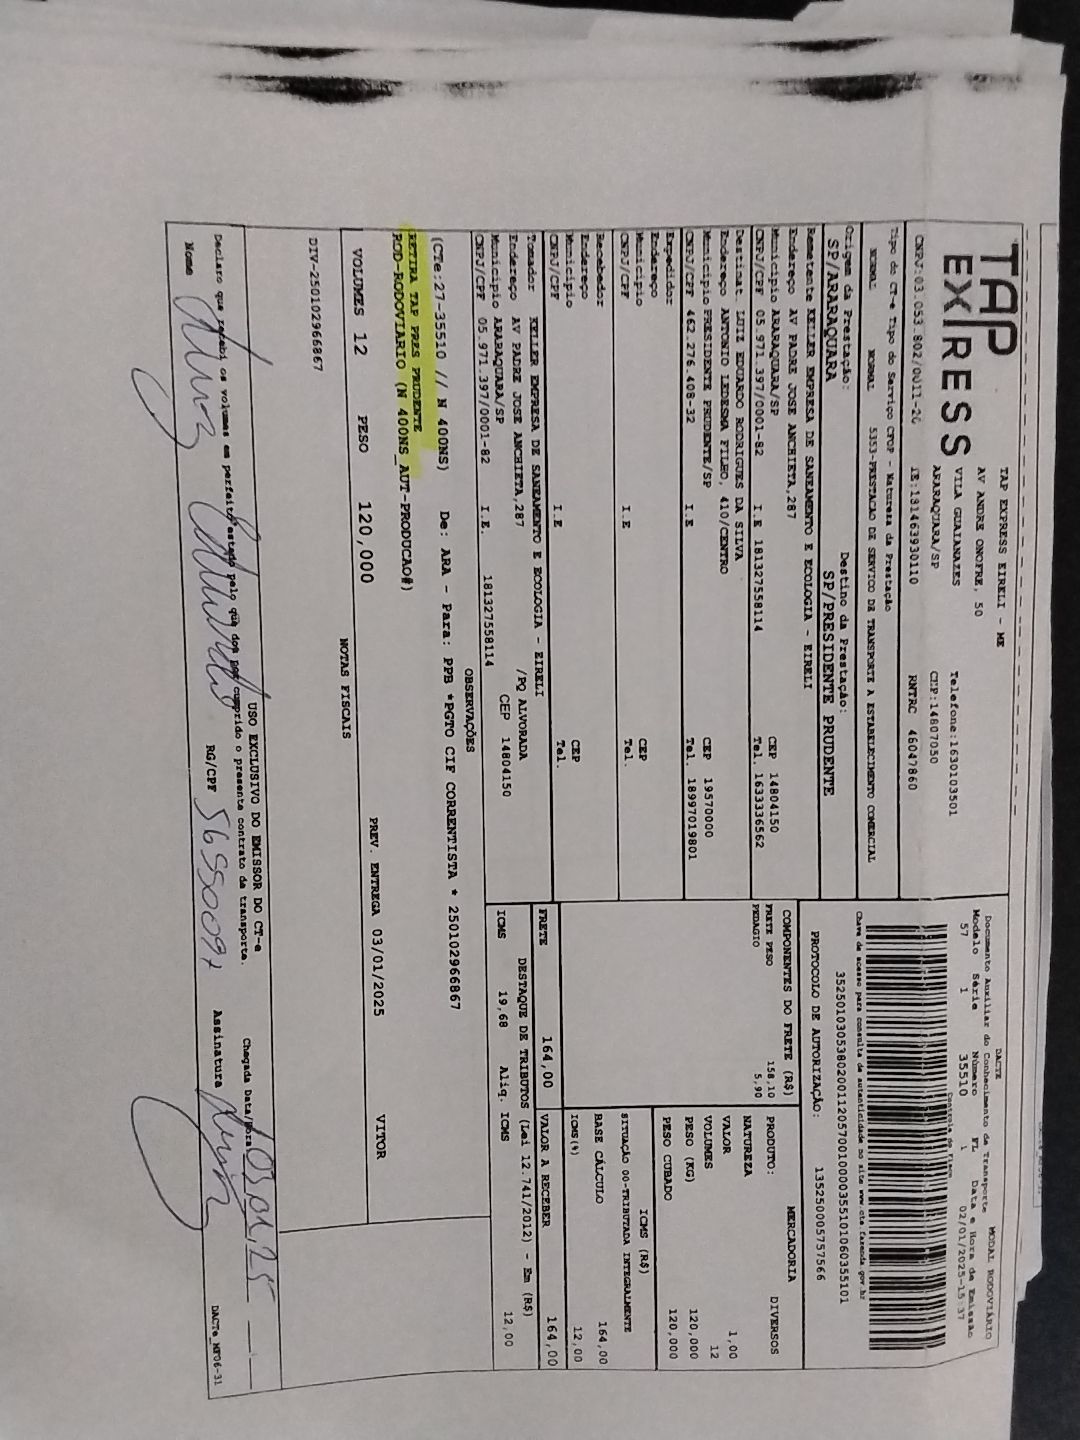 TAP
EXPRESS
TAP EXPRESS EIRELI - ME
AV ANDRE ONOFRE, 50
VILA GUAIANAZES
ARARAQUARA/SP
Telefone:1630103501
CEP:14807050
CNPJ:03.053.802/0011-20 IE:181463930110 RNTRC 46047860
DACTE MODAL RODOVIÁRIO
Documento Auxiliar do Conhecimento de Transporte
Modelo Série Número FL Data e Hora de Emissão
57 1 35510 1 02/01/2025-15:37
Controle do Fisco
Tipo do CT-e Tipo do Serviço CFOP - Natureza da Prestação
NORMAL NORMAL 5353-PRESTACAO DE SERVICO DE TRANSPORTE A ESTABELECIMENTO COMERCIAL
Chave de acesso para consulta de autenticidade no site www.cte.fazenda.gov.br
35250103053802001120570010000355101060355101
PROTOCOLO DE AUTORIZAÇÃO: 135250005757566
Origem da Prestação: Destino da Prestação:
SP/ARARAQUARA SP/PRESIDENTE PRUDENTE
Remetente KELLER EMPRESA DE SANEAMENTO E ECOLOGIA - EIRELI
Endereço AV PADRE JOSE ANCHIETA,287
Município ARARAQUARA/SP CEP 14804150
CNPJ/CPF 05.971.397/0001-82 I.E 181327558114 Tel. 1633336562
Destinat. LUIZ EDUARDO RODRIGUES DA SILVA
Endereço ANTONIO LEDESMA FILHO, 410/CENTRO
Município PRESIDENTE PRUDENTE/SP CEP 19570000
CNPJ/CPF 462.276.408-32 I.E Tel. 18997019801
Expedidor
Endereço
Município CEP
CNPJ/CPF I.E Tel.
Recebedor
Endereço
Município CEP
CNPJ/CPF I.E Tel.
Tomador KELLER EMPRESA DE SANEAMENTO E ECOLOGIA - EIRELI
Endereço AV PADRE JOSE ANCHIETA,287 /PQ ALVORADA
Município ARARAQUARA/SP CEP 14804150
CNPJ/CPF 05.971.397/0001-82 I.E. 181327558114
COMPONENTES DO FRETE (R$)
FRETE PESO 158,10
PEDAGIO 5,90
MERCADORIA
PRODUTO: DIVERSOS
NATUREZA
VALOR 1,00
VOLUMES 12
PESO (KG) 120,000
PESO CUBADO 120,000
ICMS (R$)
SITUAÇÃO 00-TRIBUTADA INTEGRALMENTE
BASE CÁLCULO 164,00
ICMS(%) 12,00
FRETE 164,00 VALOR A RECEBER 164,00
DESTAQUE DE TRIBUTOS (Lei 12.741/2012) - Em (R$)
ICMS 19,68 Aliq. ICMS 12,00
OBSERVAÇÕES
(CTe:27-35510 // N 400NS) De: ARA - Para: PPB *PGTO CIF CORRENTISTA * 250102966867
RETIRA TAP PRES PRUDENTE
ROD-RODOVIARIO (N 400NS_AUT-PRODUCAO#)
VOLUMES 12 PESO 120,000 PREV. ENTREGA 03/01/2025 VITOR
NOTAS FISCAIS
DIV-250102966867
USO EXCLUSIVO DO EMISSOR DO CT-e
Declaro que recebi os volumes em perfeito estado pelo que dou por cumprido o presente contrato de transporte. Chegada Data/Hora
Nome RG/CPF Assinatura
DACTe_MF06-31